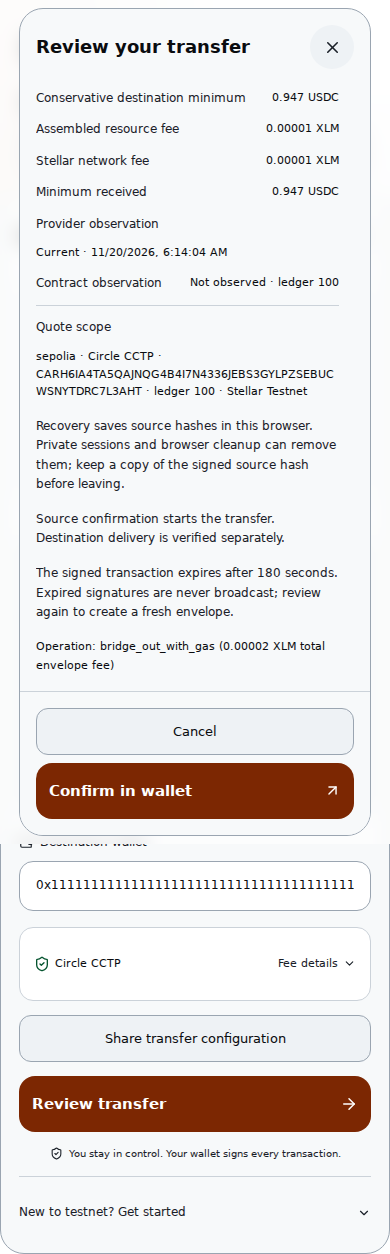 Review your transfer
Conservative destination minimum 0.947 USDC
Assembled resource fee 0.00001 XLM
Stellar network fee 0.00001 XLM
Minimum received 0.947 USDC
Provider observation
Current · 11/20/2026, 6:14:04 AM
Contract observation Not observed · ledger 100
Quote scope
sepolia · Circle CCTP ·
CARH6IA4TA5QAJNQG4B4I7N4336JEBS3GYLPZSEBUC
WSNYTDRC7L3AHT · ledger 100 · Stellar Testnet
Recovery saves source hashes in this browser.
Private sessions and browser cleanup can remove
them; keep a copy of the signed source hash
before leaving.
Source confirmation starts the transfer.
Destination delivery is verified separately.
The signed transaction expires after 180 seconds.
Expired signatures are never broadcast; review
again to create a fresh envelope.
Operation: bridge_out_with_gas (0.00002 XLM total
envelope fee)
Cancel
Confirm in wallet
Destination wallet
0x1111111111111111111111111111111111111111
Circle CCTP Fee details
Share transfer configuration
Review transfer
You stay in control. Your wallet signs every transaction.
New to testnet? Get started